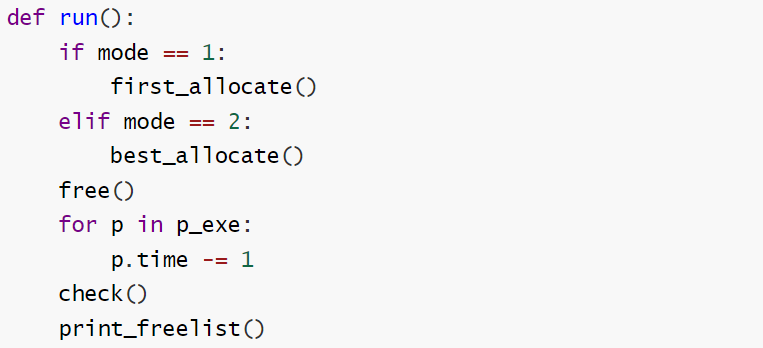 def run():
    if mode == 1:
        first_allocate()
    elif mode == 2:
        best_allocate()
    free()
    for p in p_exe:
        p.time -= 1
    check()
    print_freelist()